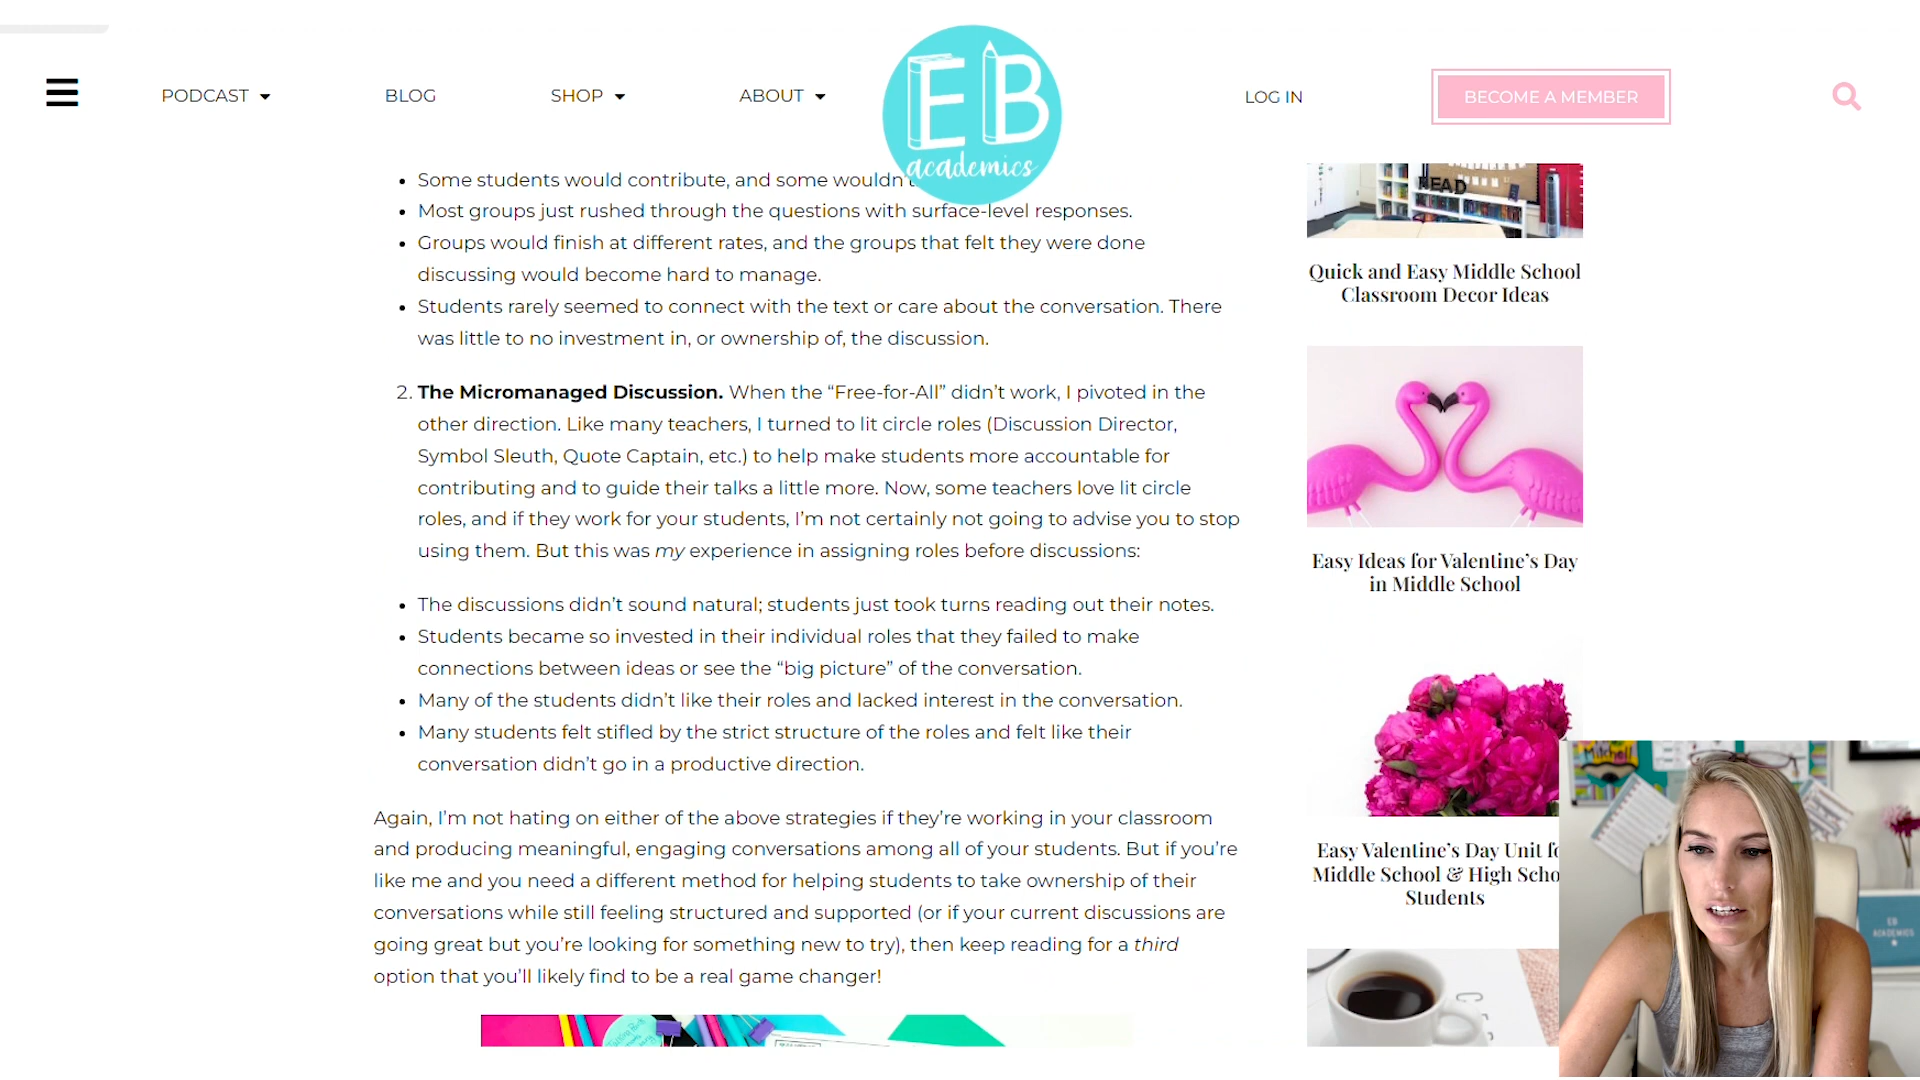 PODCAST
BLOG
SHOP
ABOUT
EB
academics
LOG IN
BECOME A MEMBER
Some students would contribute, and some wouldn't
Most groups just rushed through the questions with surface-level responses.
Groups would finish at different rates, and the groups that felt they were done
discussing would become hard to manage.
Students rarely seemed to connect with the text or care about the conversation. There
was little to no investment in, or ownership of, the discussion.
2. The Micromanaged Discussion. When the “Free-for-All” didn’t work, I pivoted in the
other direction. Like many teachers, I turned to lit circle roles (Discussion Director,
Symbol Sleuth, Quote Captain, etc.) to help make students more accountable for
contributing and to guide their talks a little more. Now, some teachers love lit circle
roles, and if they work for your students, I’m not certainly not going to advise you to stop
using them. But this was my experience in assigning roles before discussions:
The discussions didn’t sound natural; students just took turns reading out their notes.
Students became so invested in their individual roles that they failed to make
connections between ideas or see the “big picture” of the conversation.
Many of the students didn’t like their roles and lacked interest in the conversation.
Many students felt stifled by the strict structure of the roles and felt like their
conversation didn’t go in a productive direction.
Again, I’m not hating on either of the above strategies if they’re working in your classroom
and producing meaningful, engaging conversations among all of your students. But if you’re
like me and you need a different method for helping students to take ownership of their
conversations while still feeling structured and supported (or if your current discussions are
going great but you’re looking for something new to try), then keep reading for a third
option that you’ll likely find to be a real game changer!
READ
Quick and Easy Middle School
Classroom Decor Ideas
Easy Ideas for Valentine’s Day
in Middle School
Easy Valentine’s Day Unit fo
Middle School & High Scho
Students
Mitchell
EB
ACADEMICS